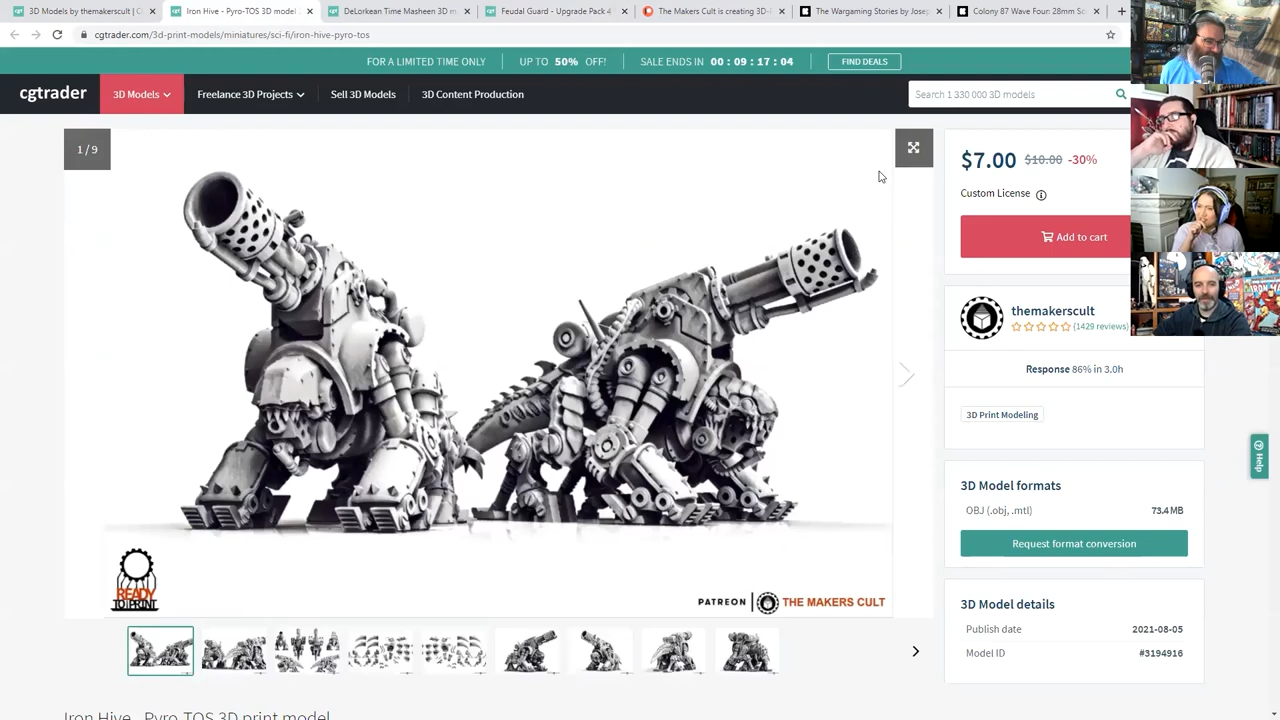 3D Models by themakerscult | C
Iron Hive - Pyro-TOS 3D model
DeLorkean Time Masheen 3D m
Feudal Guard - Upgrade Pack 4
The Makers Cult is creating 3D-
The Wargaming Stories by Josep
Colony 87 Wave Four: 28mm Sc
cgtrader.com/3d-print-models/miniatures/sci-fi/iron-hive-pyro-tos
FOR A LIMITED TIME ONLY
UP TO 50% OFF!
SALE ENDS IN 00 : 09 : 17 : 04
FIND DEALS
cgtrader
3D Models
Freelance 3D Projects
Sell 3D Models
3D Content Production
Search 1 330 000 3D models
1 / 9
$7.00 $10.00 -30%
Custom License
Add to cart
themakerscult
(1429 reviews)
Response 86% in 3.0h
3D Print Modeling
Help
3D Model formats
OBJ (.obj, .mtl) 73.4 MB
Request format conversion
READY
TO PRINT
PATREON | THE MAKERS CULT
3D Model details
Publish date 2021-08-05
Model ID #3194916
Iron Hive - Pyro-TOS 3D print model